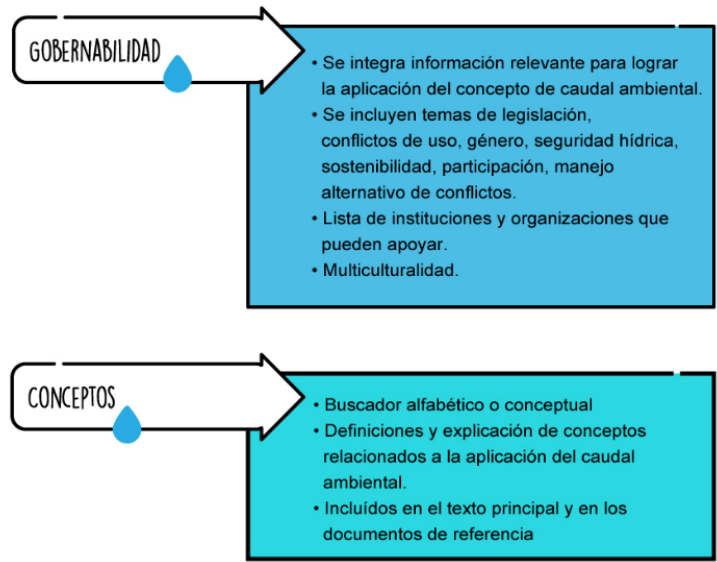 GOBERNABILIDAD
• Se integra información relevante para lograr
la aplicación del concepto de caudal ambiental.
• Se incluyen temas de legislación,
conflictos de uso, género, seguridad hídrica,
sostenibilidad, participación, manejo
alternativo de conflictos.
• Lista de instituciones y organizaciones que
pueden apoyar.
• Multiculturalidad.
CONCEPTOS
• Buscador alfabético o conceptual
• Definiciones y explicación de conceptos
relacionados a la aplicación del caudal
ambiental.
• Incluídos en el texto principal y en los
documentos de referencia